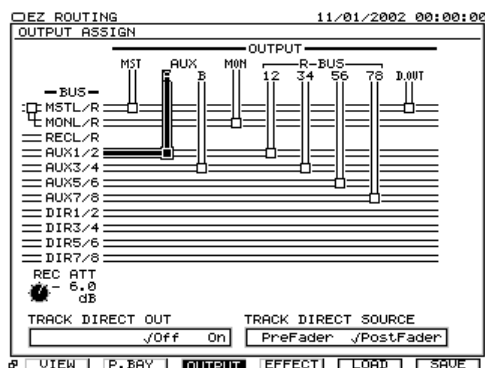 EZ ROUTING 11/01/2002 00:00:00
OUTPUT ASSIGN
OUTPUT
MST AUX MON R-BUS
B 12 34 56 78 D.OUT
BUS
MSTL/R
MONL/R
RECL/R
AUX1/2
AUX3/4
AUX5/6
AUX7/8
DIR1/2
DIR3/4
DIR5/6
DIR7/8
REC ATT
- 6.0
dB
TRACK DIRECT OUT TRACK DIRECT SOURCE
√Off On PreFader √PostFader
VIEW P.BAY OUTPUT EFFECT LOAD SAVE